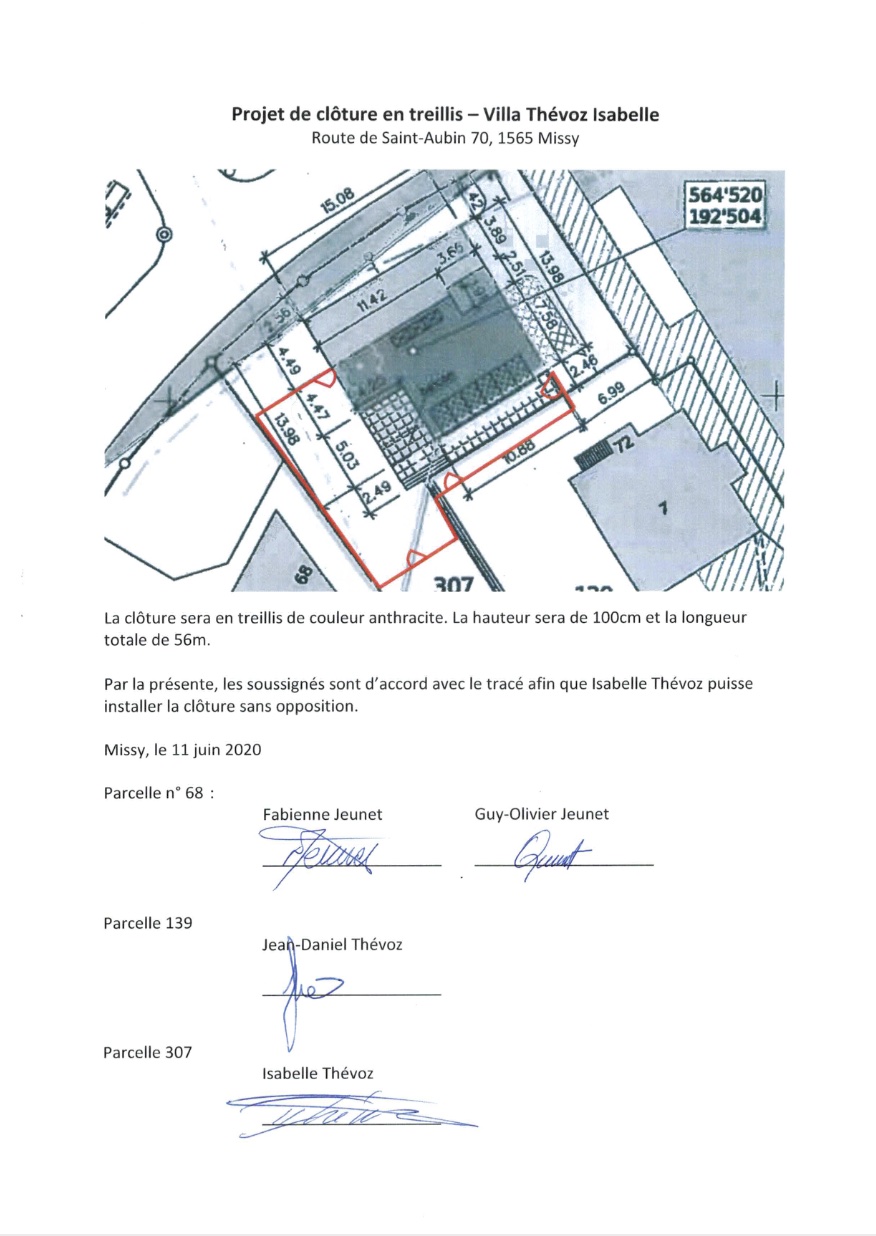 Projet de clôture en treillis – Villa Thévoz Isabelle
Route de Saint-Aubin 70, 1565 Missy
564'520
192'504
15.08
42
3.89
13.98
3.65
2.51
11.42
7.58
2.56
4.49
2.46
6.99
4.47
13.98
5.03
10.88
72
2.49
7
68
307
La clôture sera en treillis de couleur anthracite. La hauteur sera de 100cm et la longueur
totale de 56m.
Par la présente, les soussignés sont d'accord avec le tracé afin que Isabelle Thévoz puisse
installer la clôture sans opposition.
Missy, le 11 juin 2020
Parcelle n° 68 :
Fabienne Jeunet Guy-Olivier Jeunet
Parcelle 139
Jean-Daniel Thévoz
Parcelle 307
Isabelle Thévoz